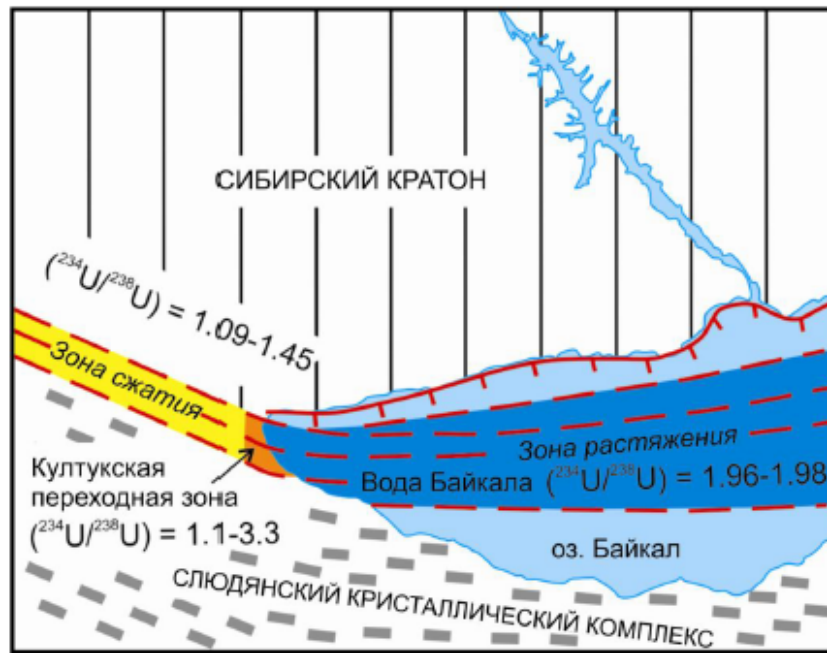 СИБИРСКИЙ КРАТОН
(²³⁴U/²³⁸U) = 1.09-1.45
Зона сжатия
Зона растяжения
Култукская
переходная зона
(²³⁴U/²³⁸U) = 1.1-3.3
Вода Байкала (²³⁴U/²³⁸U) = 1.96-1.98
оз. Байкал
СЛЮДЯНСКИЙ КРИСТАЛЛИЧЕСКИЙ КОМПЛЕКС